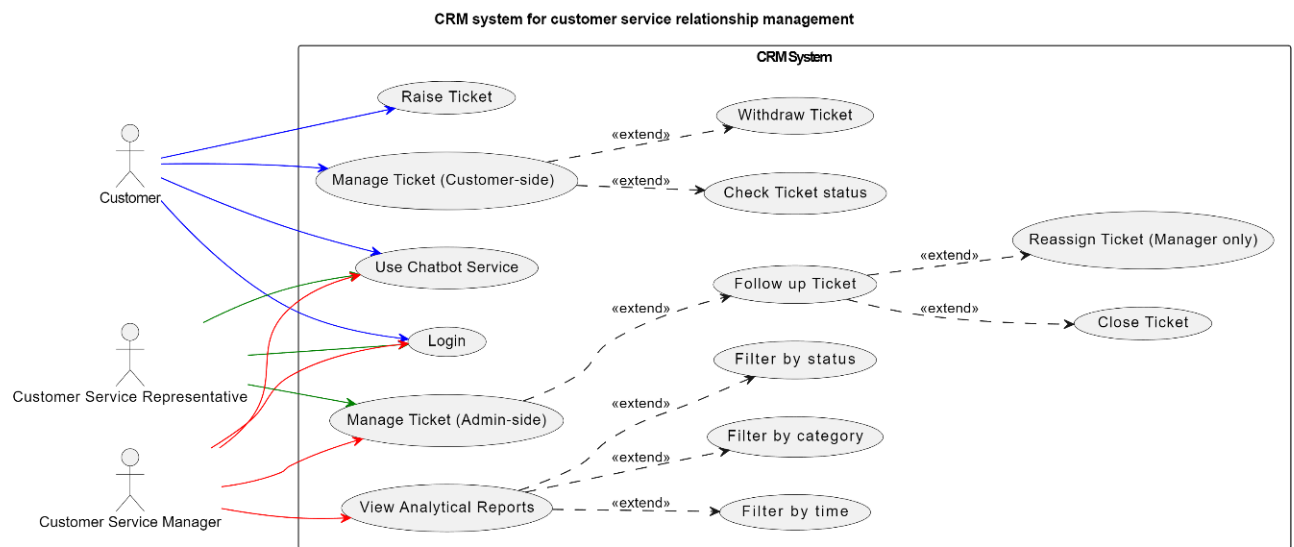 CRM system for customer service relationship management
CRM System
Raise Ticket
Withdraw Ticket
«extend»
Manage Ticket (Customer-side)
«extend»
Check Ticket status
Customer
Reassign Ticket (Manager only)
«extend»
Use Chatbot Service
Follow up Ticket
«extend»
«extend»
Close Ticket
Login
Filter by status
Customer Service Representative
«extend»
Manage Ticket (Admin-side)
Filter by category
«extend»
View Analytical Reports
«extend»
Filter by time
Customer Service Manager